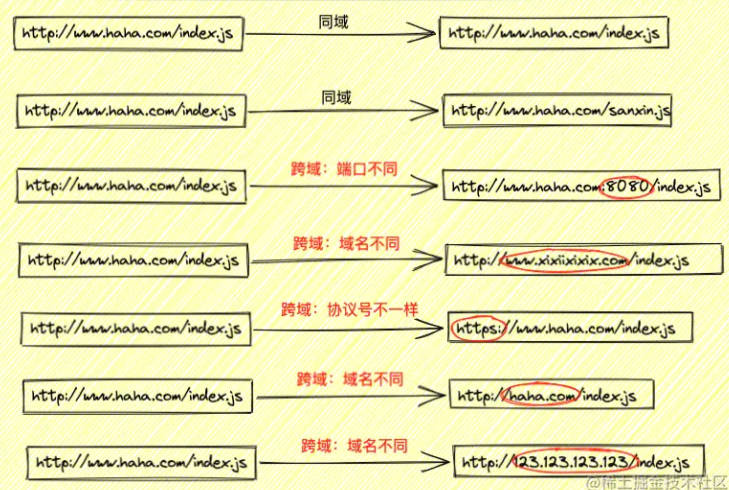 http://www.haha.com/index.js 同域 http://www.haha.com/index.js
http://www.haha.com/index.js 同域 http://www.haha.com/sanxin.js
http://www.haha.com/index.js 跨域：端口不同 http://www.haha.com:8080/index.js
http://www.haha.com/index.js 跨域：域名不同 http://www.xixiixixix.com/index.js
http://www.haha.com/index.js 跨域：协议号不一样 https://www.haha.com/index.js
http://www.haha.com/index.js 跨域：域名不同 http://haha.com/index.js
http://www.haha.com/index.js 跨域：域名不同 http://123.123.123.123/index.js
@稀土掘金技术社区